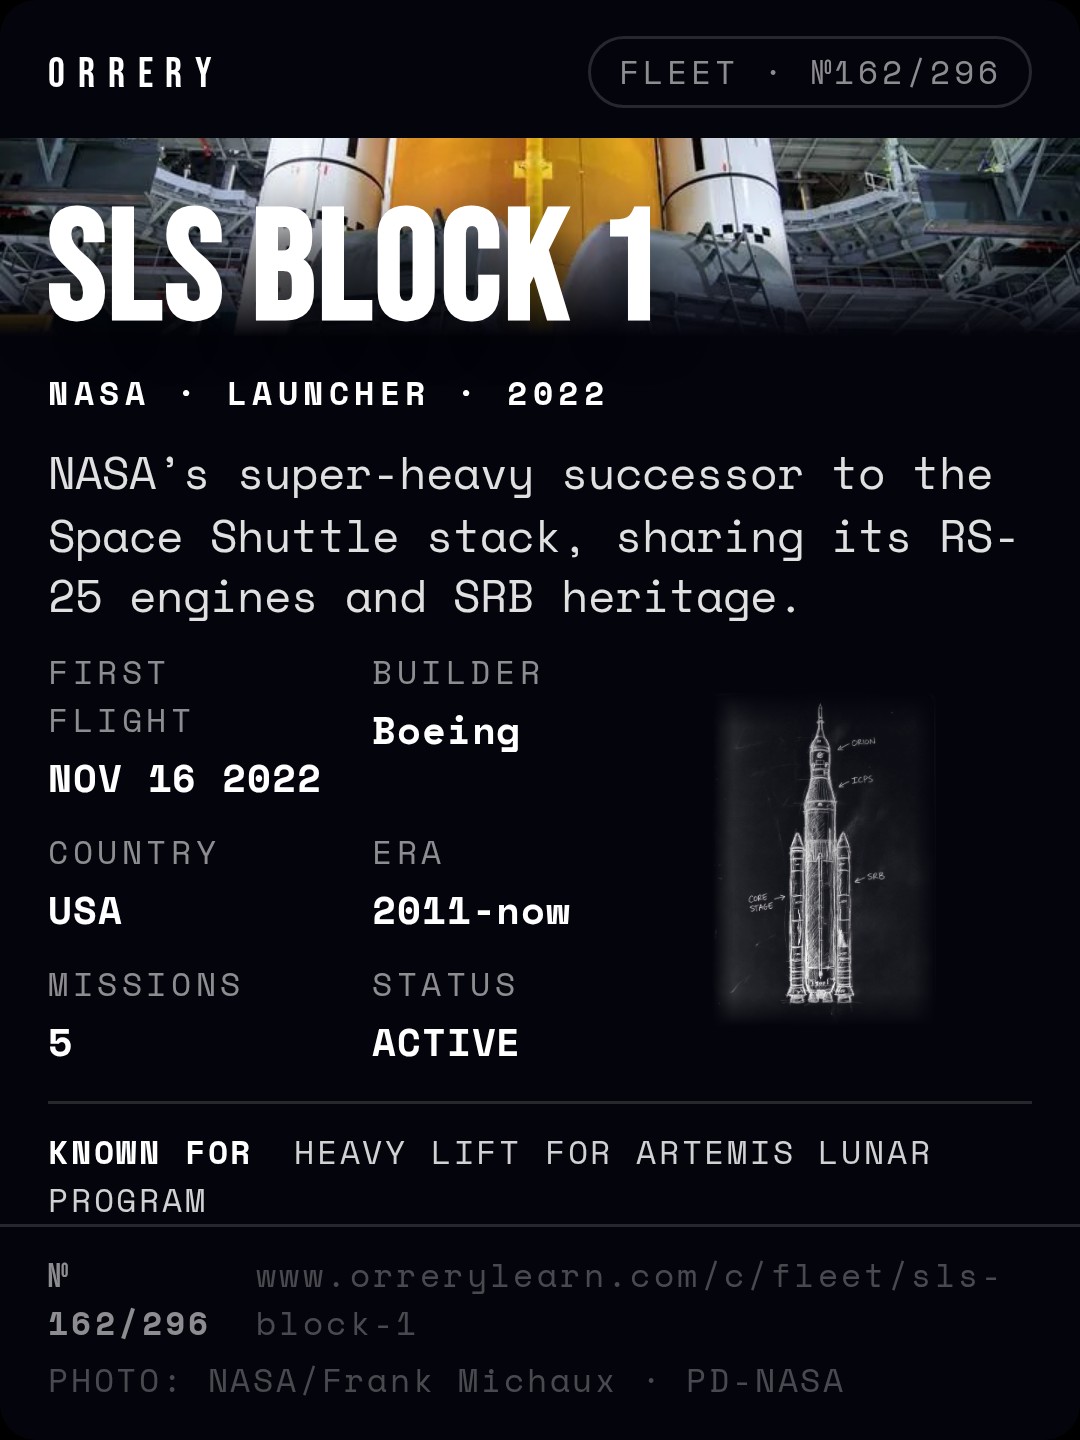 ORRERY
FLEET · №162/296
SLS BLOCK 1
NASA · LAUNCHER · 2022
NASA’s super-heavy successor to the
Space Shuttle stack, sharing its RS-
25 engines and SRB heritage.
FIRST
FLIGHT
NOV 16 2022
BUILDER
Boeing
COUNTRY
USA
ERA
2011-now
MISSIONS
5
STATUS
ACTIVE
ORION
ICPS
SRB
CORE
STAGE
KNOWN FOR HEAVY LIFT FOR ARTEMIS LUNAR
PROGRAM
№
162/296
www.orrerylearn.com/c/fleet/sls-
block-1
PHOTO: NASA/Frank Michaux · PD-NASA